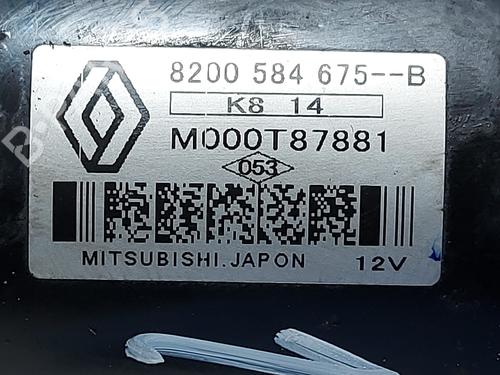 8200 584 675--B
K8 14
M000T87881
053
MITSUBISHI.JAPON 12V